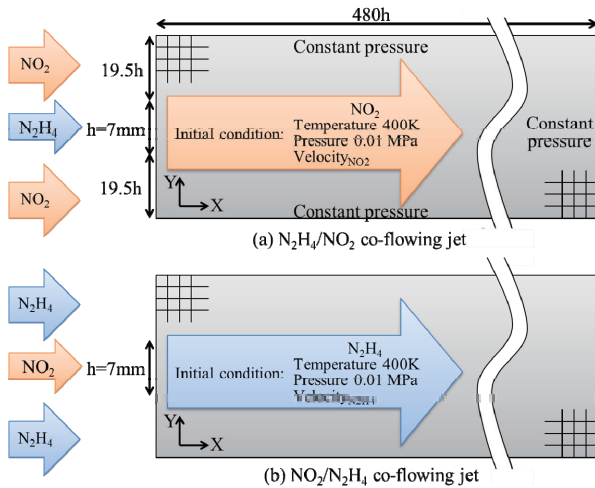 480h
Constant pressure
NO₂
19.5h
NO₂
N₂H₄
h=7mm
Initial condition:
Temperature 400K
Pressure 0.01 MPa
Velocity_NO2
Constant pressure
NO₂
19.5h
Y
X
Constant pressure
(a) N₂H₄/NO₂ co-flowing jet
N₂H₄
N₂H₄
NO₂
h=7mm
Initial condition:
Temperature 400K
Pressure 0.01 MPa
Velocity_N2H4
N₂H₄
Y
X
(b) NO₂/N₂H₄ co-flowing jet